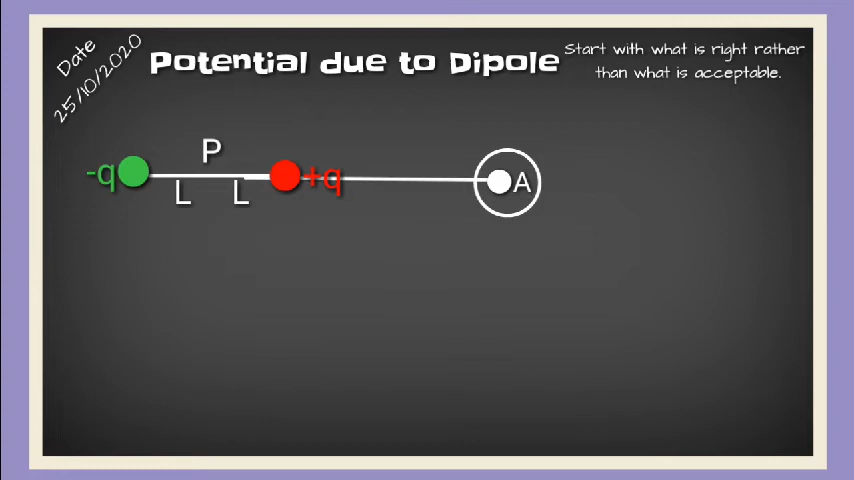 Date
25/10/2020
Potential due to Dipole
Start with what is right rather
than what is acceptable.
P
-q
+q
L L
A